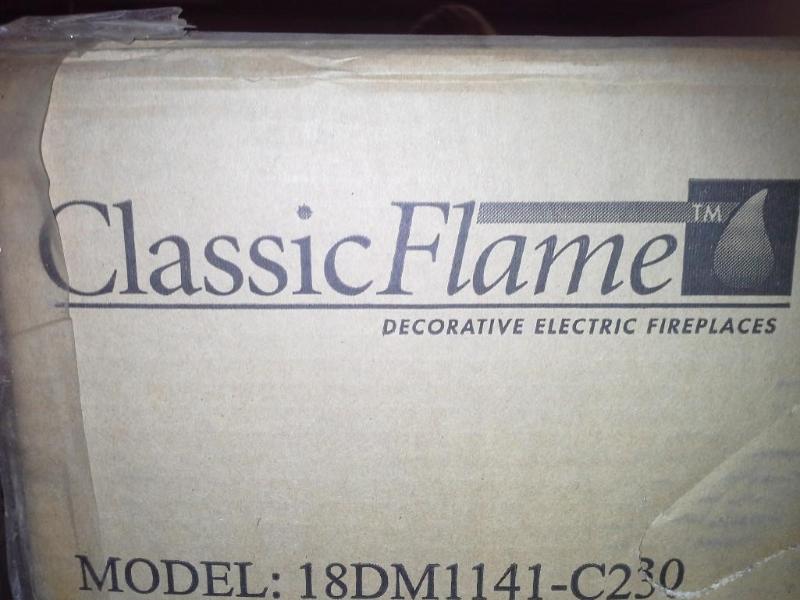 ClassicFlame™
DECORATIVE ELECTRIC FIREPLACES
MODEL: 18DM1141-C230